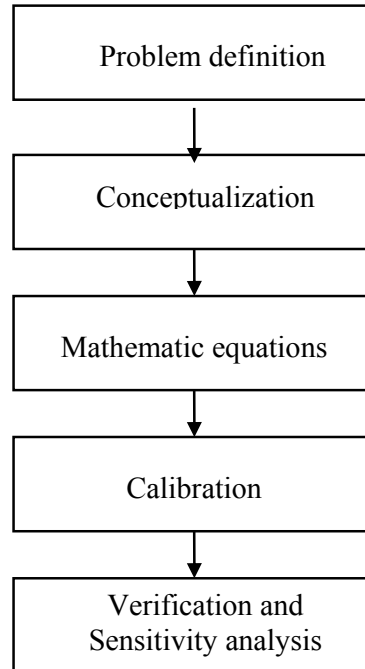 Problem definition
Conceptualization
Mathematic equations
Calibration
Verification and
Sensitivity analysis